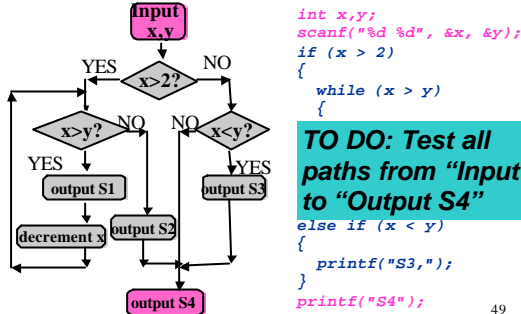 Input
x,y
YES
NO
x>2?
x>y?
NO
NO
x<y?
YES
YES
output S1
output S3
decrement x
output S2
output S4
int x,y;
scanf("%d %d", &x, &y);
if (x > 2)
{
while (x > y)
{
TO DO: Test all
paths from “Input
to “Output S4”
else if (x < y)
{
printf("S3,");
}
printf("S4");
49